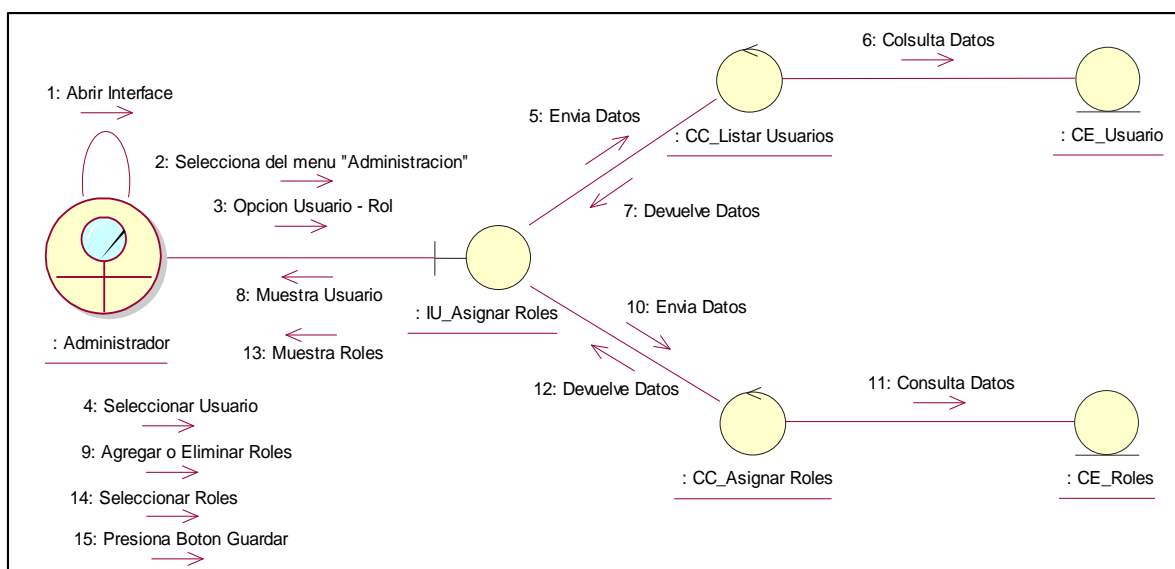 6: Colsulta Datos
1: Abrir Interface
5: Envia Datos
: CC_Listar Usuarios
: CE_Usuario
2: Selecciona del menu "Administracion"
3: Opcion Usuario - Rol
7: Devuelve Datos
8: Muestra Usuario
10: Envia Datos
: IU_Asignar Roles
: Administrador
13: Muestra Roles
12: Devuelve Datos
11: Consulta Datos
4: Seleccionar Usuario
9: Agregar o Eliminar Roles
: CC_Asignar Roles
: CE_Roles
14: Seleccionar Roles
15: Presiona Boton Guardar